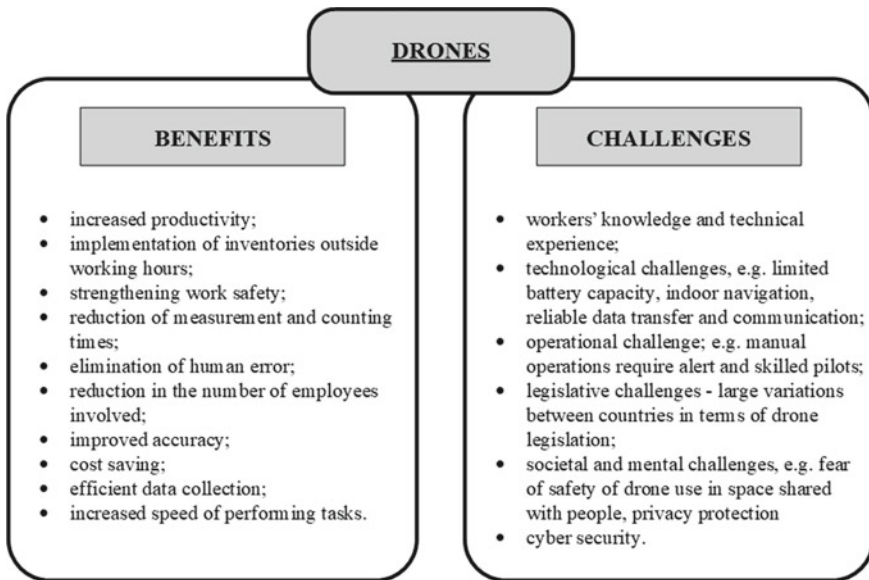 DRONES
BENEFITS
• increased productivity;
• implementation of inventories outside
working hours;
• strengthening work safety;
• reduction of measurement and counting
times;
• elimination of human error;
• reduction in the number of employees
involved;
• improved accuracy;
• cost saving;
• efficient data collection;
• increased speed of performing tasks.
CHALLENGES
• workers’ knowledge and technical
experience;
• technological challenges, e.g. limited
battery capacity, indoor navigation,
reliable data transfer and communication;
• operational challenge; e.g. manual
operations require alert and skilled pilots;
• legislative challenges - large variations
between countries in terms of drone
legislation;
• societal and mental challenges, e.g. fear
of safety of drone use in space shared
with people, privacy protection
• cyber security.